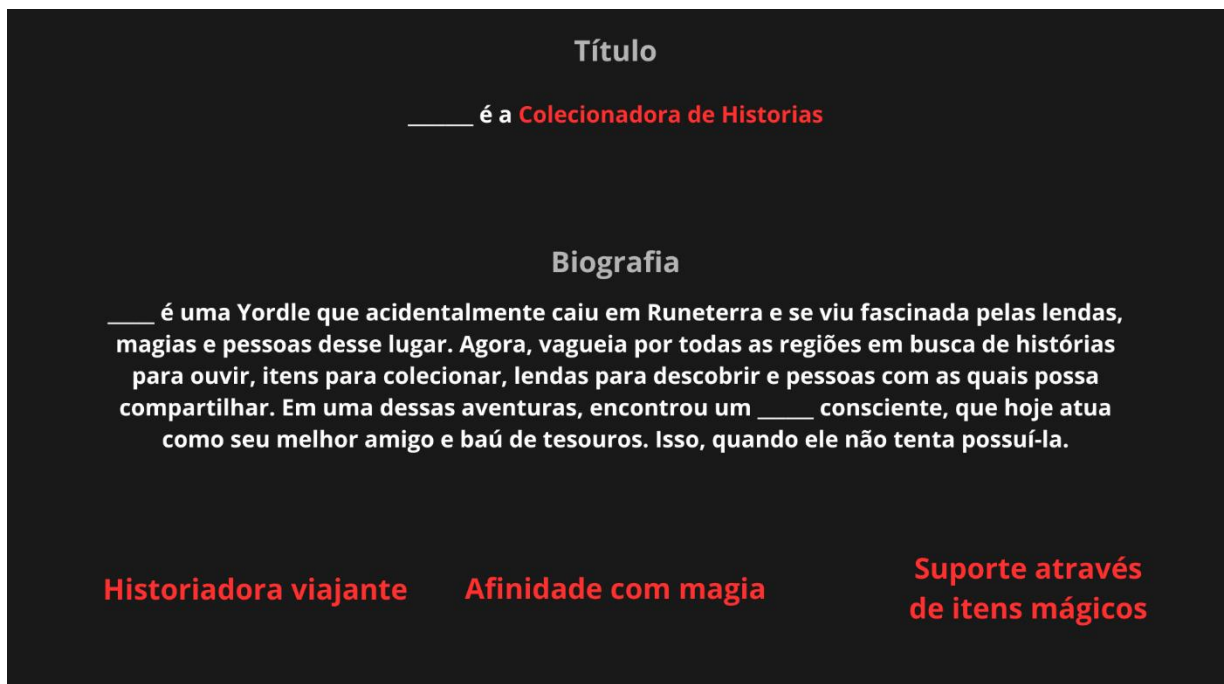 Título
______ é a Colecionadora de Historias
Biografia
_____ é uma Yordle que acidentalmente caiu em Runeterra e se viu fascinada pelas lendas,
magias e pessoas desse lugar. Agora, vagueia por todas as regiões em busca de histórias
para ouvir, itens para colecionar, lendas para descobrir e pessoas com as quais possa
compartilhar. Em uma dessas aventuras, encontrou um ______ consciente, que hoje atua
como seu melhor amigo e baú de tesouros. Isso, quando ele não tenta possuí-la.
Historiadora viajante
Afinidade com magia
Suporte através
de itens mágicos